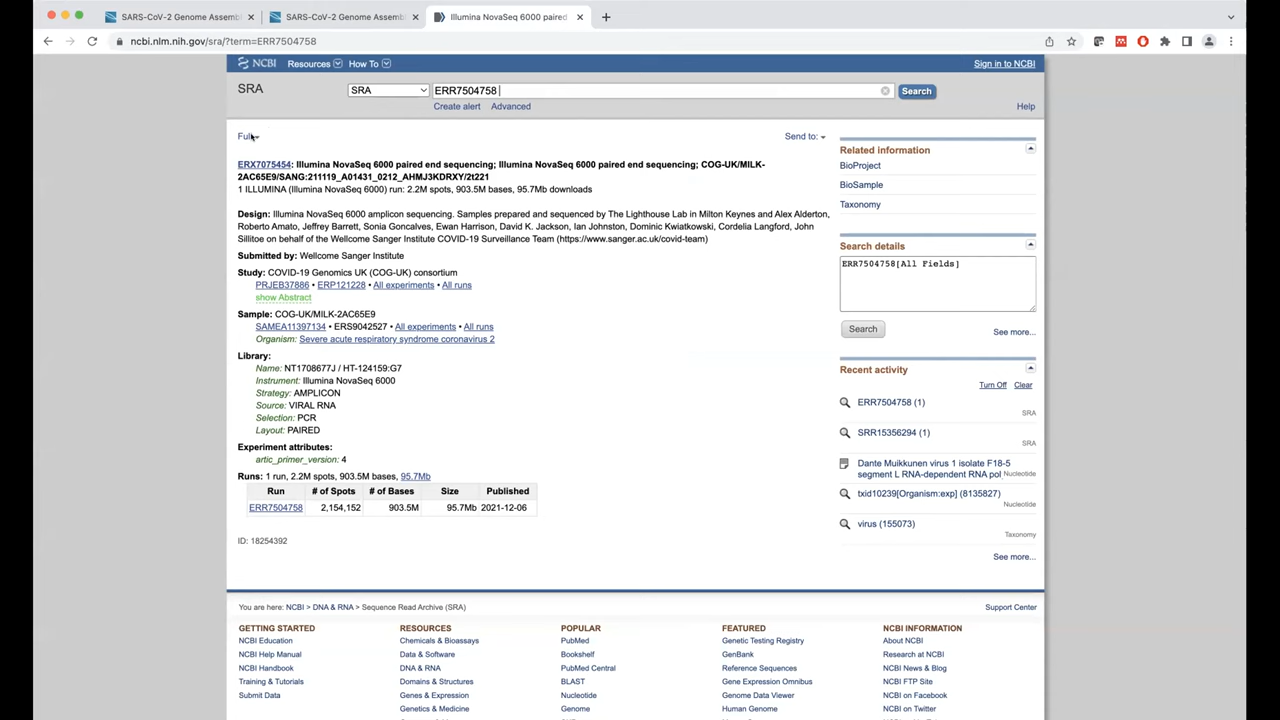 SARS-CoV-2 Genome Assembl
SARS-CoV-2 Genome Assembl
Illumina NovaSeq 6000 paired
ncbi.nlm.nih.gov/sra/?term=ERR7504758
NCBI Resources How To Sign in to NCBI
SRA SRA ERR7504758 Search
Create alert Advanced Help
Full Send to:
ERX7075454: Illumina NovaSeq 6000 paired end sequencing; Illumina NovaSeq 6000 paired end sequencing; COG-UK/MILK-
2AC65E9/SANG:211119_A01431_0212_AHMJ3KDRXY/2t221
1 ILLUMINA (Illumina NovaSeq 6000) run: 2.2M spots, 903.5M bases, 95.7Mb downloads
Design: Illumina NovaSeq 6000 amplicon sequencing. Samples prepared and sequenced by The Lighthouse Lab in Milton Keynes and Alex Alderton,
Roberto Amato, Jeffrey Barrett, Sonia Goncalves, Ewan Harrison, David K. Jackson, Ian Johnston, Dominic Kwiatkowski, Cordelia Langford, John
Sillitoe on behalf of the Wellcome Sanger Institute COVID-19 Surveillance Team (https://www.sanger.ac.uk/covid-team)
Submitted by: Wellcome Sanger Institute
Study: COVID-19 Genomics UK (COG-UK) consortium
PRJEB37886 • ERP121228 • All experiments • All runs
show Abstract
Sample: COG-UK/MILK-2AC65E9
SAMEA11397134 • ERS9042527 • All experiments • All runs
Organism: Severe acute respiratory syndrome coronavirus 2
Library:
Name: NT1708677J / HT-124159:G7
Instrument: Illumina NovaSeq 6000
Strategy: AMPLICON
Source: VIRAL RNA
Selection: PCR
Layout: PAIRED
Experiment attributes:
artic_primer_version: 4
Runs: 1 run, 2.2M spots, 903.5M bases, 95.7Mb
Run # of Spots # of Bases Size Published
ERR7504758 2,154,152 903.5M 95.7Mb 2021-12-06
ID: 18254392
Related information
BioProject
BioSample
Taxonomy
Search details
ERR7504758[All Fields]
Search See more...
Recent activity
Turn Off Clear
ERR7504758 (1)
SRA
SRR15356294 (1)
SRA
Dante Muikkunen virus 1 isolate F18-5
segment L RNA-dependent RNA pol Nucleotide
txid10239[Organism:exp] (8135827)
Nucleotide
virus (155073)
Taxonomy
See more...
You are here: NCBI > DNA & RNA > Sequence Read Archive (SRA) Support Center
GETTING STARTED RESOURCES POPULAR FEATURED NCBI INFORMATION
NCBI Education Chemicals & Bioassays PubMed Genetic Testing Registry About NCBI
NCBI Help Manual Data & Software Bookshelf GenBank Research at NCBI
NCBI Handbook DNA & RNA PubMed Central Reference Sequences NCBI News & Blog
Training & Tutorials Domains & Structures BLAST Gene Expression Omnibus NCBI FTP Site
Submit Data Genes & Expression Nucleotide Genome Data Viewer NCBI on Facebook
Genetics & Medicine Genome Human Genome NCBI on Twitter